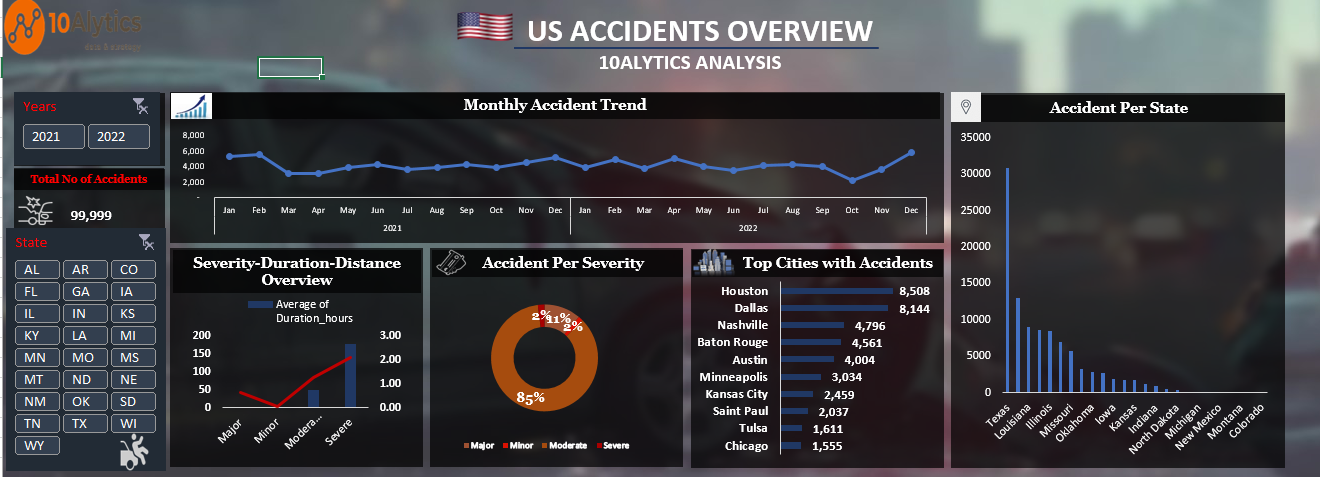 10Alytics
data & strategy
US ACCIDENTS OVERVIEW
10ALYTICS ANALYSIS
Years
2021 2022
Total No of Accidents
99,999
State
AL AR CO
FL GA IA
IL IN KS
KY LA MI
MN MO MS
MT ND NE
NM OK SD
TN TX WI
WY
Monthly Accident Trend
8,000
6,000
4,000
2,000
-
Jan Feb Mar Apr May Jun Jul Aug Sep Oct Nov Dec Jan Feb Mar Apr May Jun Jul Aug Sep Oct Nov Dec
2021 2022
Severity-Duration-Distance
Overview
Average of
Duration_hours
200 3.00
150 2.00
100 1.00
50 0.00
0
Major Minor Modera... Severe
Accident Per Severity
2% 11% 2%
85%
Major Minor Moderate Severe
Top Cities with Accidents
Houston 8,508
Dallas 8,144
Nashville 4,796
Baton Rouge 4,561
Austin 4,004
Minneapolis 3,034
Kansas City 2,459
Saint Paul 2,037
Tulsa 1,611
Chicago 1,555
Accident Per State
35000
30000
25000
20000
15000
10000
5000
0
Texas Louisiana Illinois Missouri Oklahoma Iowa Kansas Indiana North Dakota Michigan New Mexico Montana Colorado